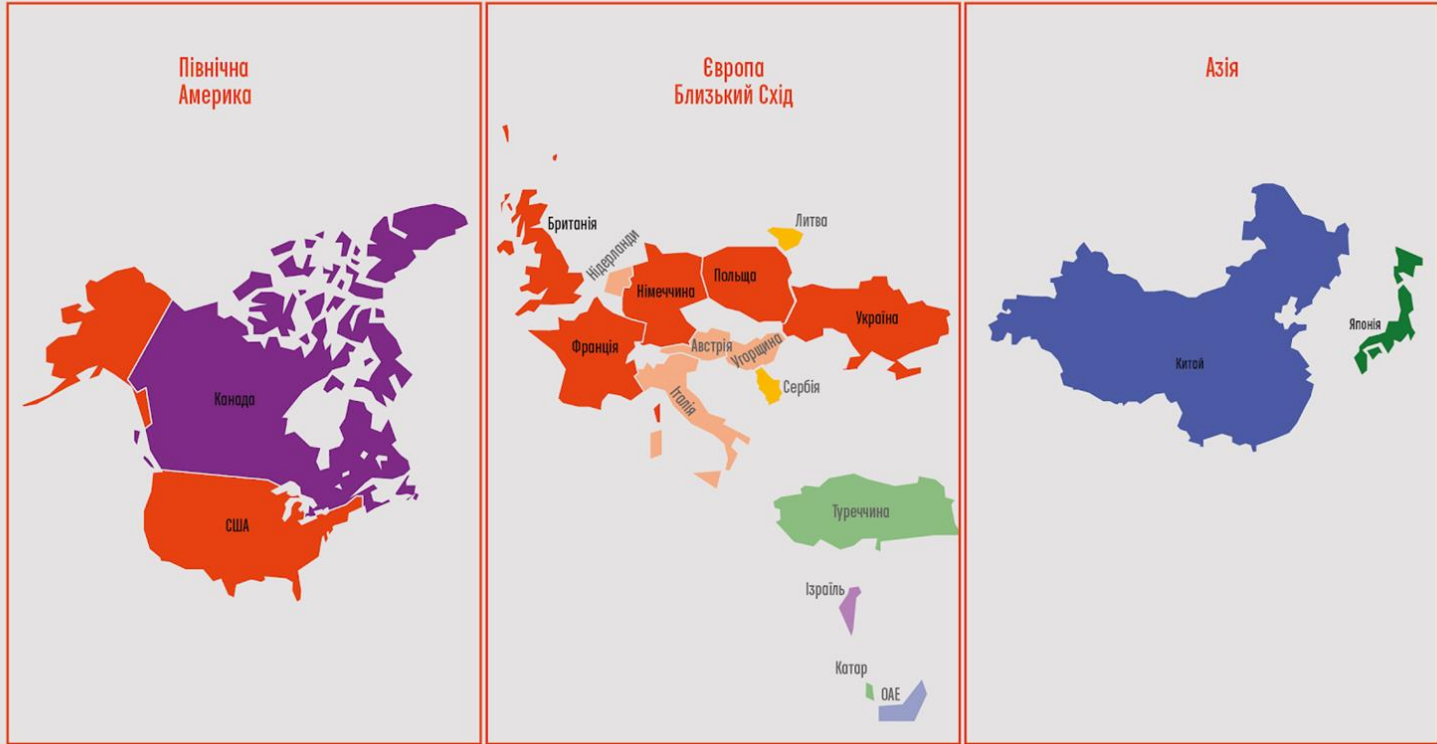 Північна
Америка
Канада
США
Європа
Близький Схід
Британія
Нідерланди
Литва
Німеччина
Польща
Україна
Франція
Австрія
Угорщина
Італія
Сербія
Туреччина
Ізраїль
Катар
ОАЕ
Азія
Китай
Японія